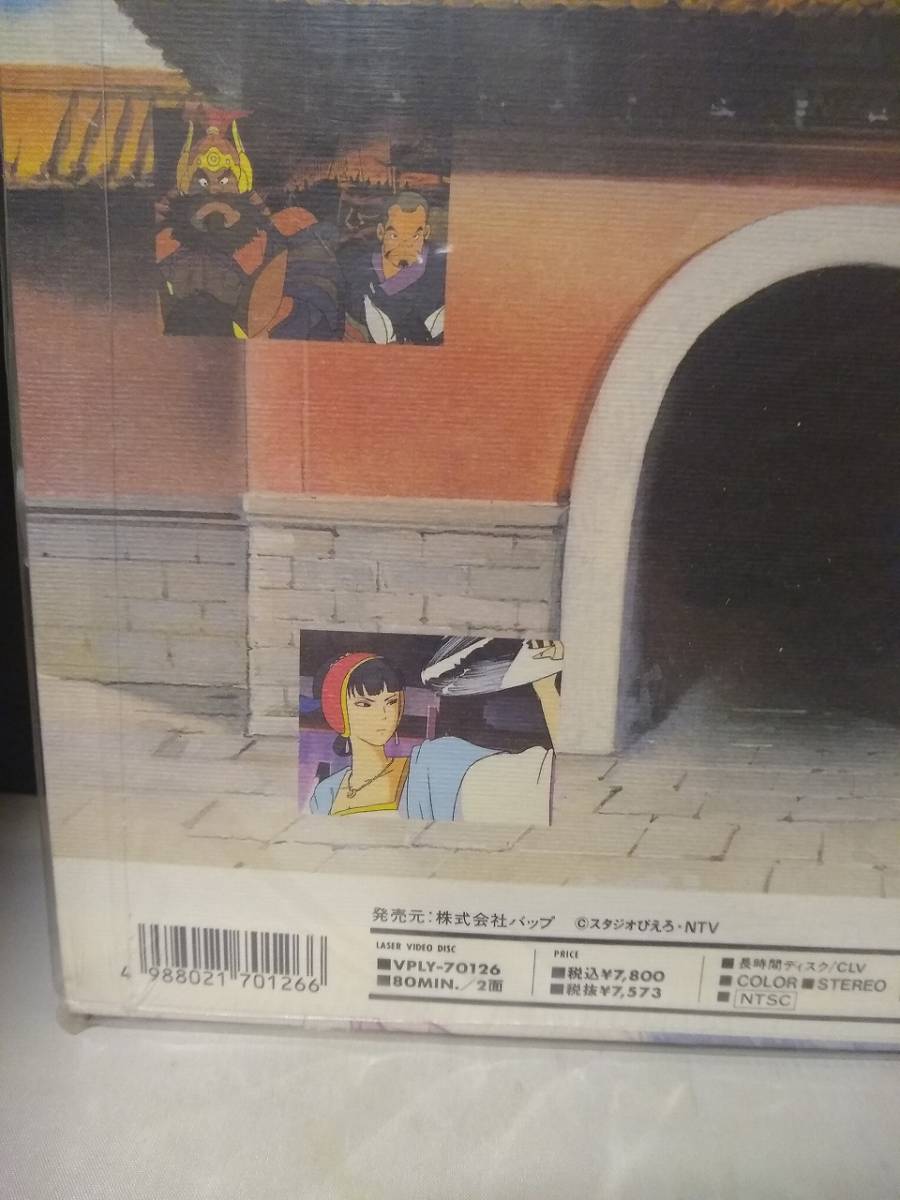 発売元:株式会社バップ ©スタジオぴえろ・NTV
LASER VIDEO DISC
■VPLY-70126
■80MIN./2面
PRICE
■税込¥7,800
■税抜¥7,573
■長時間ディスク/CLV
■COLOR ■STEREO
■NTSC
4 988021 701266